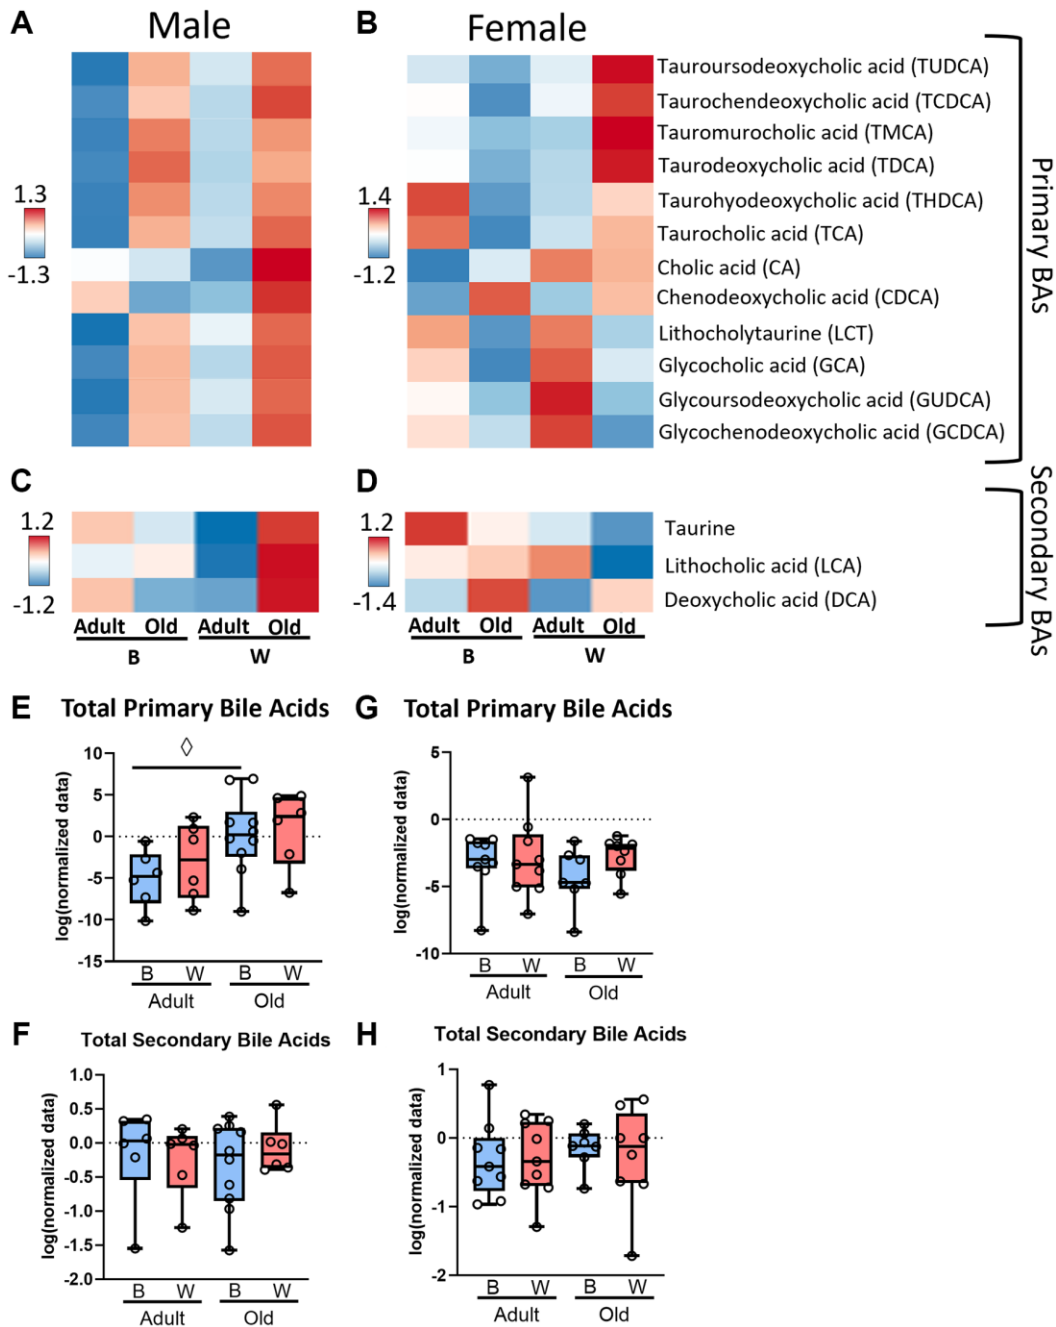 A
Male
B
Female
1.3
-1.3
1.4
-1.2
Tauroursodeoxycholic acid (TUDCA)
Taurochendeoxycholic acid (TCDCA)
Tauromurocholic acid (TMCA)
Taurodeoxycholic acid (TDCA)
Taurohyodeoxycholic acid (THDCA)
Taurocholic acid (TCA)
Cholic acid (CA)
Chenodeoxycholic acid (CDCA)
Lithocholytaurine (LCT)
Glycocholic acid (GCA)
Glycoursodeoxycholic acid (GUDCA)
Glycochenodeoxycholic acid (GCDCA)
Primary BAs
C
D
1.2
-1.2
1.2
-1.4
Taurine
Lithocholic acid (LCA)
Deoxycholic acid (DCA)
Secondary BAs
Adult Old Adult Old
B W
Adult Old Adult Old
B W
E Total Primary Bile Acids
log(normalized data)
10
5
0
-5
-10
-15
B W B W
Adult Old
G Total Primary Bile Acids
log(normalized data)
5
0
-5
-10
B W B W
Adult Old
F Total Secondary Bile Acids
log(normalized data)
1.0
0.5
0.0
-0.5
-1.0
-1.5
-2.0
B W B W
Adult Old
H Total Secondary Bile Acids
log(normalized data)
1
0
-1
-2
B W B W
Adult Old